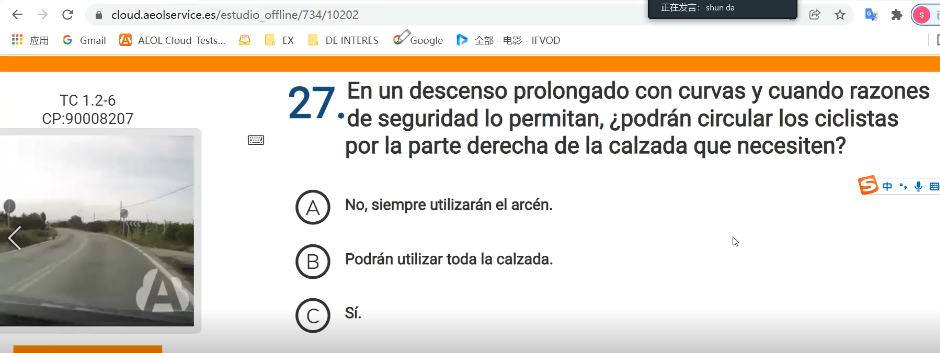 正在发言: shun da
cloud.aeolservice.es/estudio_offline/734/10202
应用 Gmail AEOL Cloud-Tests... EX DE INTERES Google 全部 - 电影 - IFVOD
TC 1.2-6
CP:90008207
27. En un descenso prolongado con curvas y cuando razones
de seguridad lo permitan, ¿podrán circular los ciclistas
por la parte derecha de la calzada que necesiten?
A No, siempre utilizarán el arcén.
B Podrán utilizar toda la calzada.
C Sí.
中